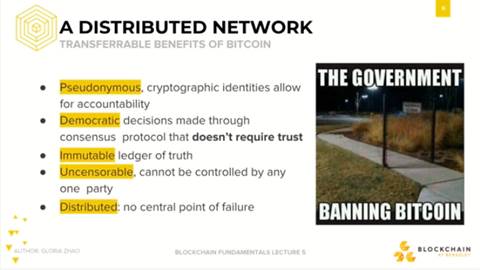 6
A DISTRIBUTED NETWORK
TRANSFERRABLE BENEFITS OF BITCOIN
● Pseudonymous, cryptographic identities allow
for accountability
● Democratic decisions made through
consensus protocol that doesn't require trust
● Immutable ledger of truth
● Uncensorable, cannot be controlled by any
one party
● Distributed: no central point of failure
THE GOVERNMENT
BANNING BITCOIN
AUTHOR: GLORIA ZHAO
BLOCKCHAIN FUNDAMENTALS LECTURE 5
BLOCKCHAIN
AT BERKELEY